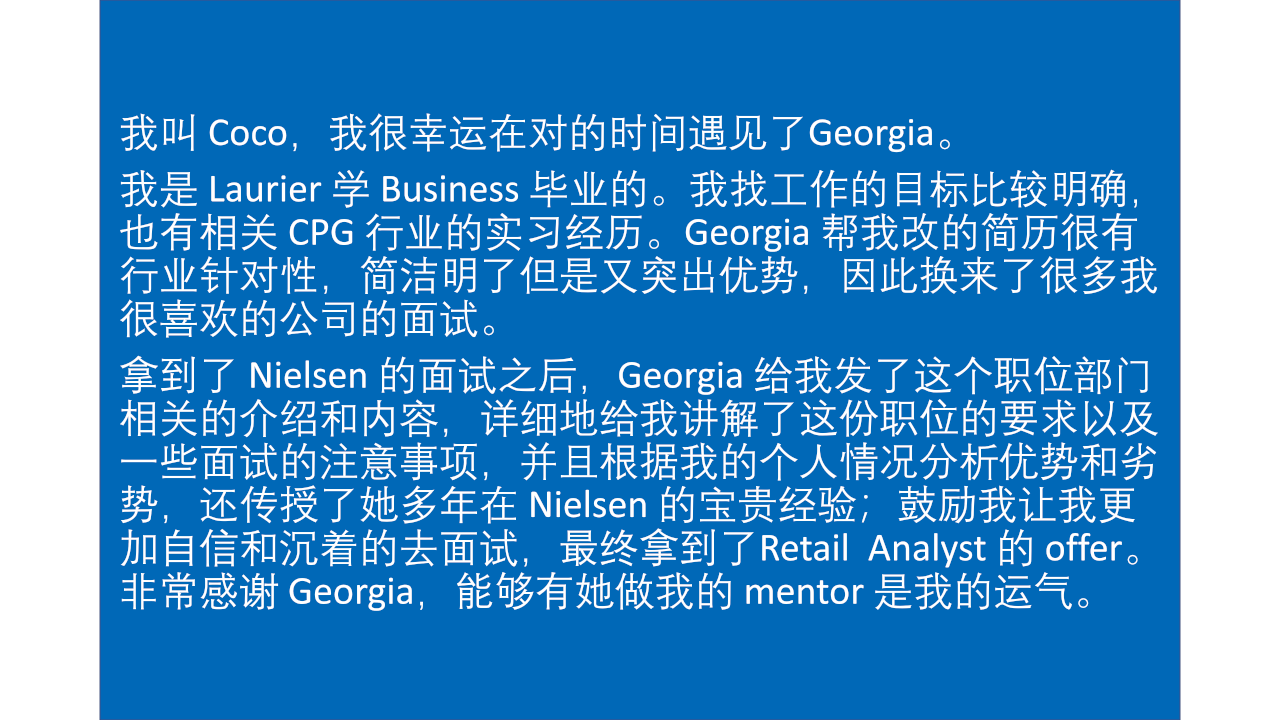 我叫 Coco，我很幸运在对的时间遇见了Georgia。
我是 Laurier 学 Business 毕业的。我找工作的目标比较明确，
也有相关 CPG 行业的实习经历。Georgia 帮我改的简历很有
行业针对性，简洁明了但是又突出优势，因此换来了很多我
很喜欢的公司的面试。
拿到了 Nielsen 的面试之后，Georgia 给我发了这个职位部门
相关的介绍和内容，详细地给我讲解了这份职位的要求以及
一些面试的注意事项，并且根据我的个人情况分析优势和劣
势，还传授了她多年在 Nielsen 的宝贵经验；鼓励我让我更
加自信和沉着的去面试，最终拿到了Retail Analyst 的 offer。
非常感谢 Georgia，能够有她做我的 mentor 是我的运气。